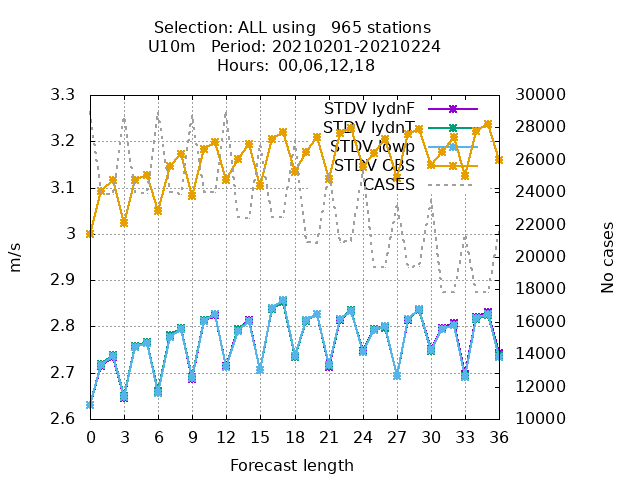 Selection: ALL using   965 stations
U10m   Period: 20210201-20210224
Hours:  00,06,12,18
3.3
3.2
3.1
3
2.9
2.8
2.7
2.6
m/s
30000
28000
26000
24000
22000
20000
18000
16000
14000
12000
10000
No cases
STDV lydnF
STDV lydnT
STDV lowp
STDV OBS
CASES
0 3 6 9 12 15 18 21 24 27 30 33 36
Forecast length